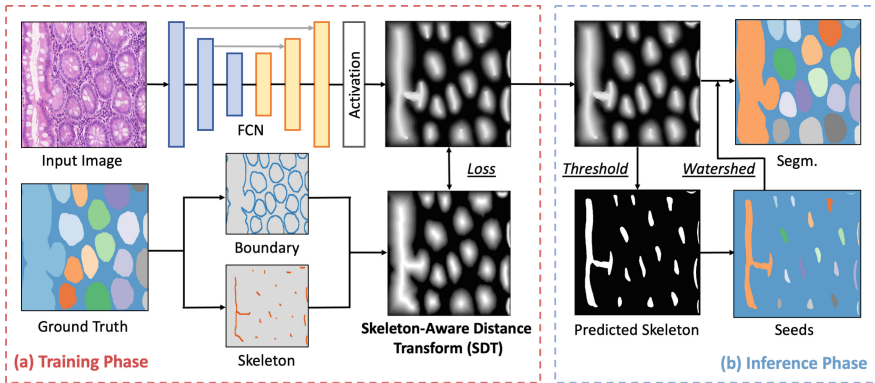 Input Image
FCN
Activation
Loss
Ground Truth
Boundary
Skeleton
Skeleton-Aware Distance
Transform (SDT)
(a) Training Phase
Threshold
Watershed
Segm.
Predicted Skeleton
Seeds
(b) Inference Phase